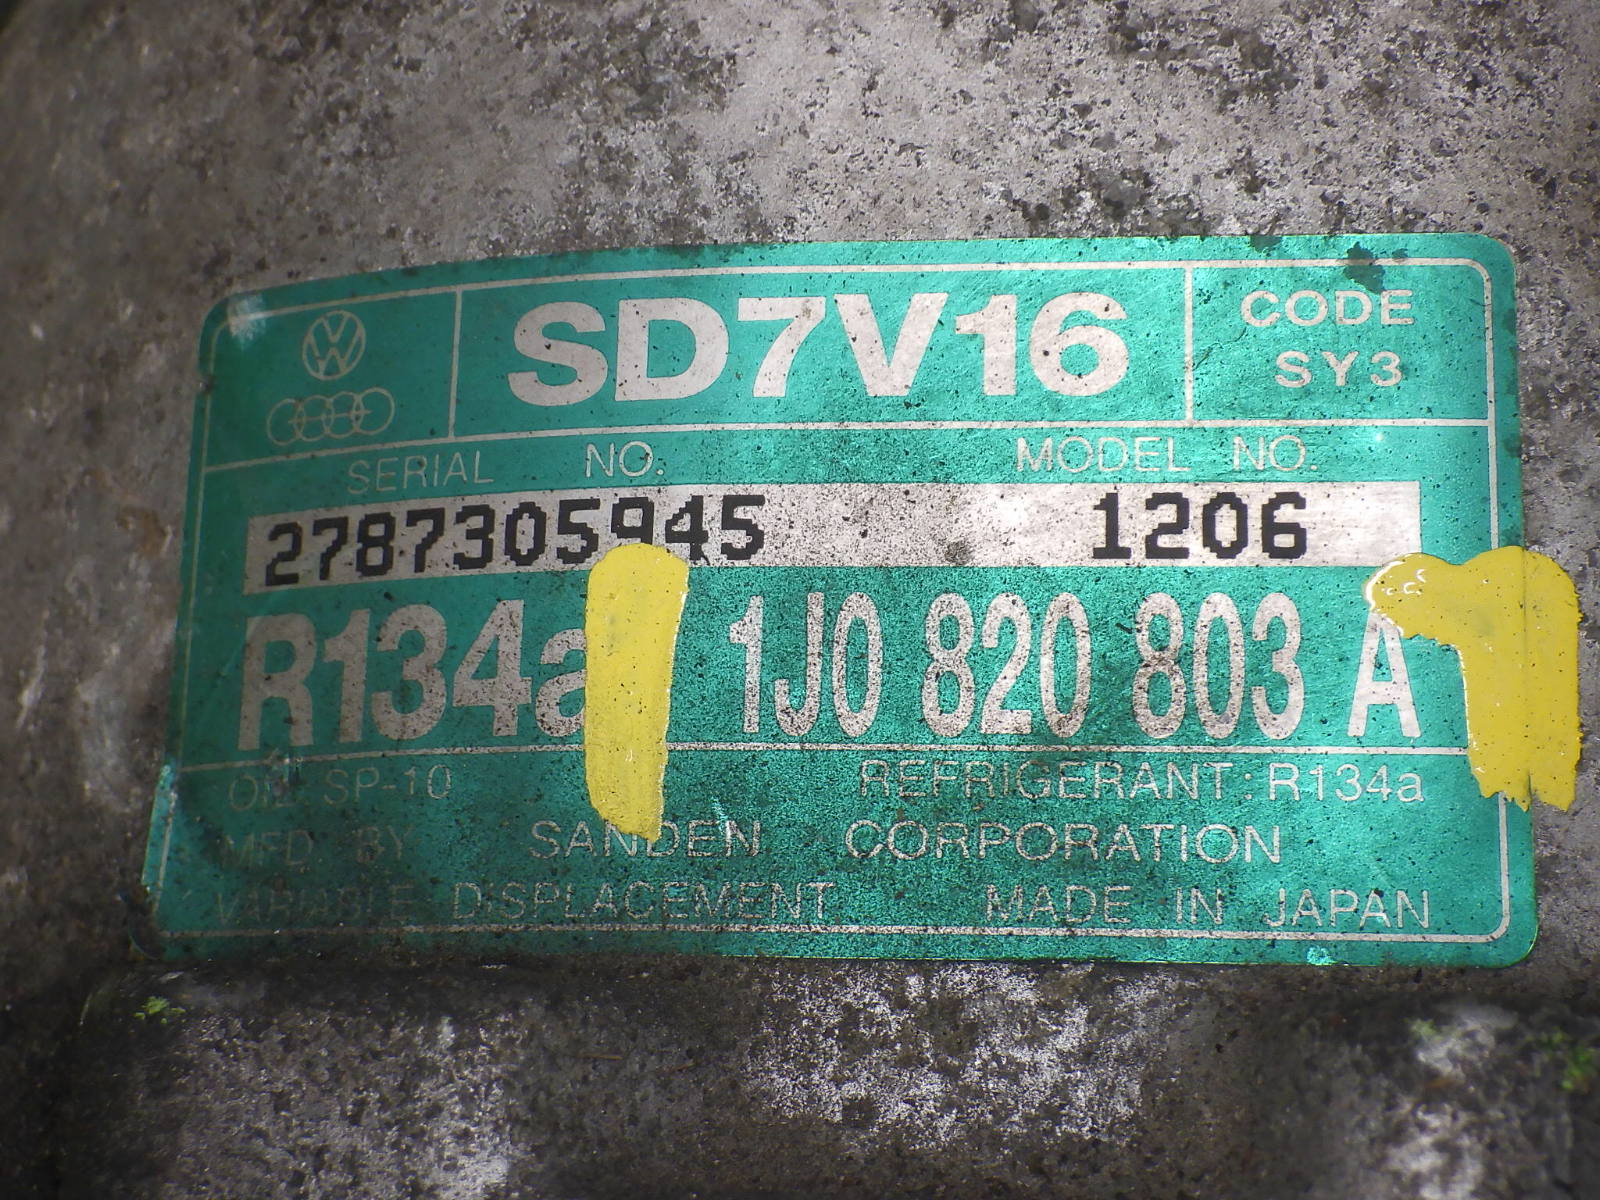 SD7V16
CODE
SY3
SERIAL NO. MODEL NO.
2787305945 1206
R134a 1J0 820 803 A
OIL SP-10 REFRIGERANT: R134a
MFD. BY SANDEN CORPORATION
VARIABLE DISPLACEMENT MADE IN JAPAN